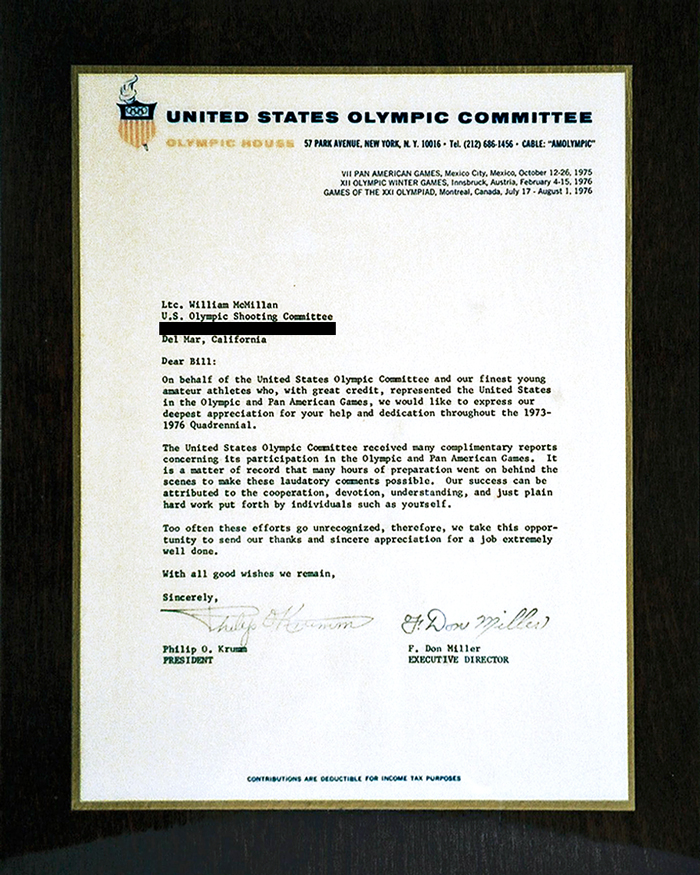 UNITED STATES OLYMPIC COMMITTEE
OLYMPIC HOUSE 57 PARK AVENUE, NEW YORK, N. Y. 10016 • Tel. (212) 686-1456 • CABLE: "AMOLYMPIC"
VII PAN AMERICAN GAMES, Mexico City, Mexico, October 12-26, 1975
XII OLYMPIC WINTER GAMES, Innsbruck, Austria, February 4-15, 1976
GAMES OF THE XXI OLYMPIAD, Montreal, Canada, July 17 - August 1, 1976
Ltc. William McMillan
U.S. Olympic Shooting Committee
Del Mar, California
Dear Bill:
On behalf of the United States Olympic Committee and our finest young
amateur athletes who, with great credit, represented the United States
in the Olympic and Pan American Games, we would like to express our
deepest appreciation for your help and dedication throughout the 1973-
1976 Quadrennial.
The United States Olympic Committee received many complimentary reports
concerning its participation in the Olympic and Pan American Games. It
is a matter of record that many hours of preparation went on behind the
scenes to make these laudatory comments possible. Our success can be
attributed to the cooperation, devotion, understanding, and just plain
hard work put forth by individuals such as yourself.
Too often these efforts go unrecognized, therefore, we take this oppor-
tunity to send our thanks and sincere appreciation for a job extremely
well done.
With all good wishes we remain,
Sincerely,
Philip O. Krumm F. Don Miller
Philip O. Krumm F. Don Miller
PRESIDENT EXECUTIVE DIRECTOR
CONTRIBUTIONS ARE DEDUCTIBLE FOR INCOME TAX PURPOSES